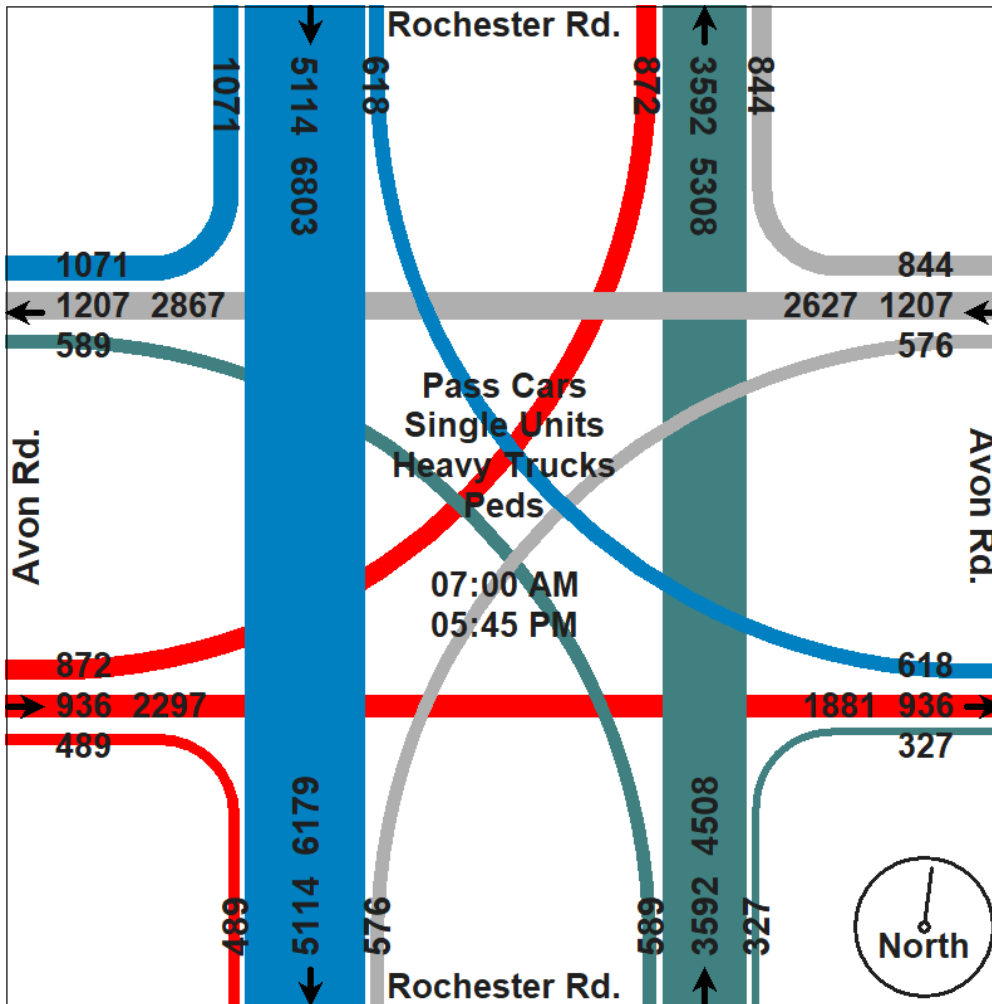 Rochester Rd.
1071
5114 6803
618
872
3592 5308
844
1071
844
1207 2867
2627 1207
589
576
Pass Cars
Single Units
Heavy Trucks
Peds
Avon Rd.
Avon Rd.
07:00 AM
05:45 PM
872
618
936 2297
1881 936
489
327
489
5114 6179
576
589
3592 4508
327
North
Rochester Rd.